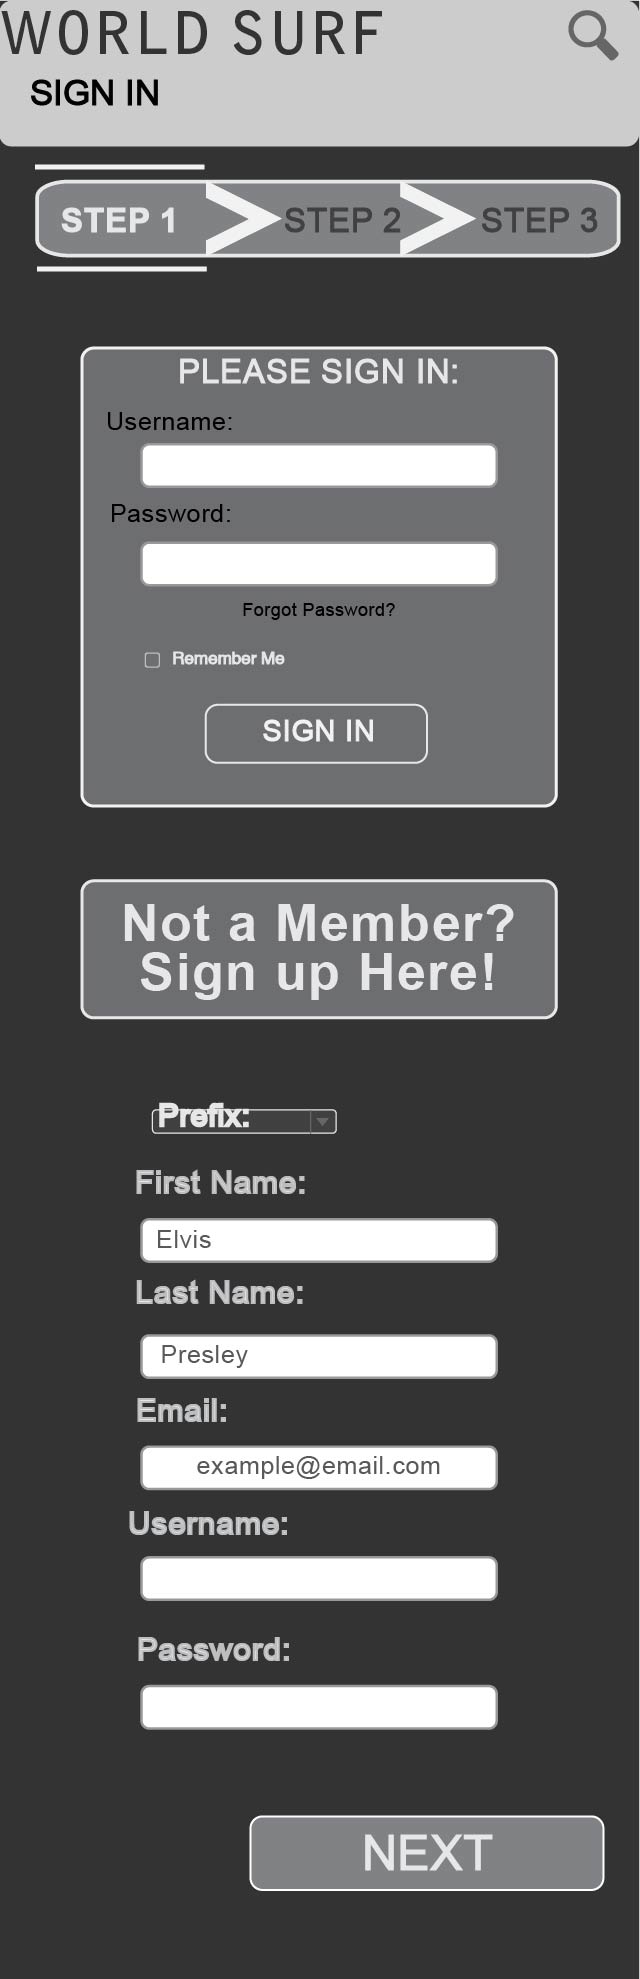 WORLD SURF
SIGN IN
STEP 1 STEP 2 STEP 3
PLEASE SIGN IN:
Username:
Password:
Forgot Password?
Remember Me
SIGN IN
Not a Member?
Sign up Here!
Prefix:
First Name:
Elvis
Last Name:
Presley
Email:
example@email.com
Username:
Password:
NEXT